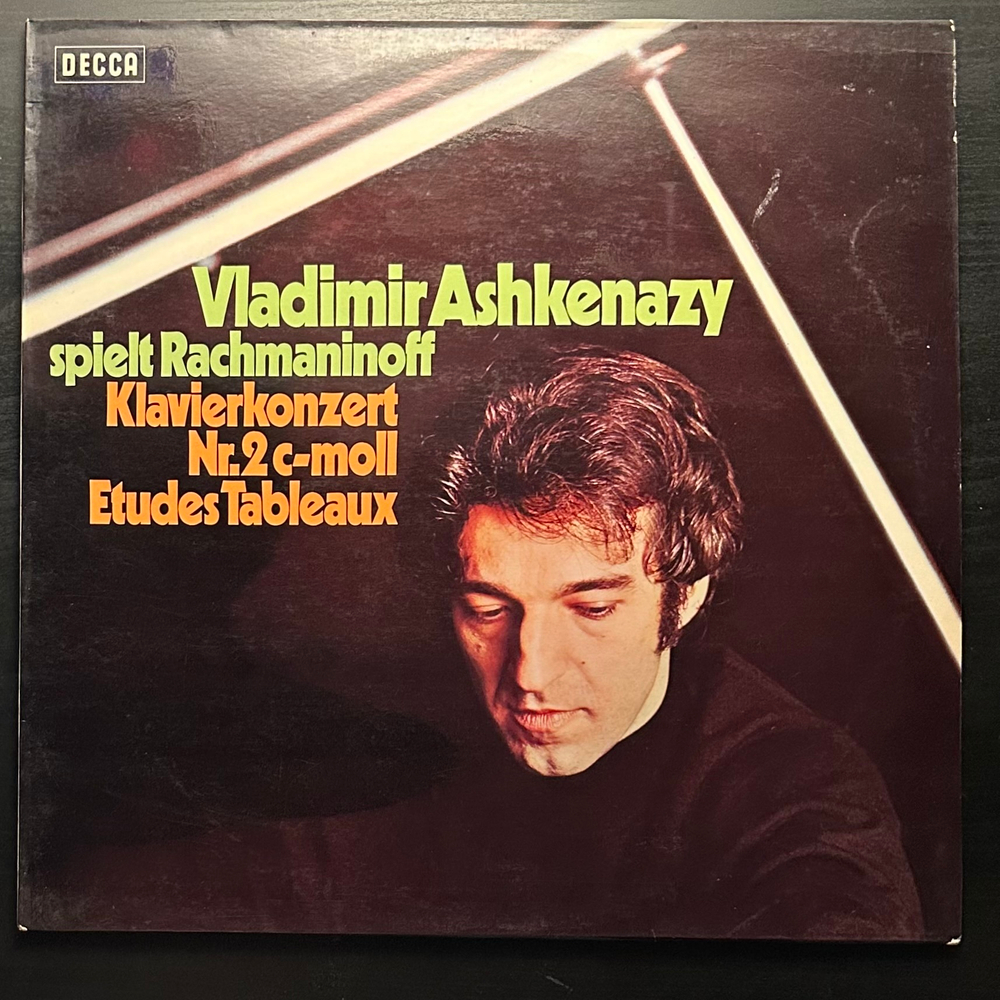 DECCA
Vladimir Ashkenazy
spielt Rachmaninoff
Klavierkonzert
Nr.2 c-moll
Etudes Tableaux